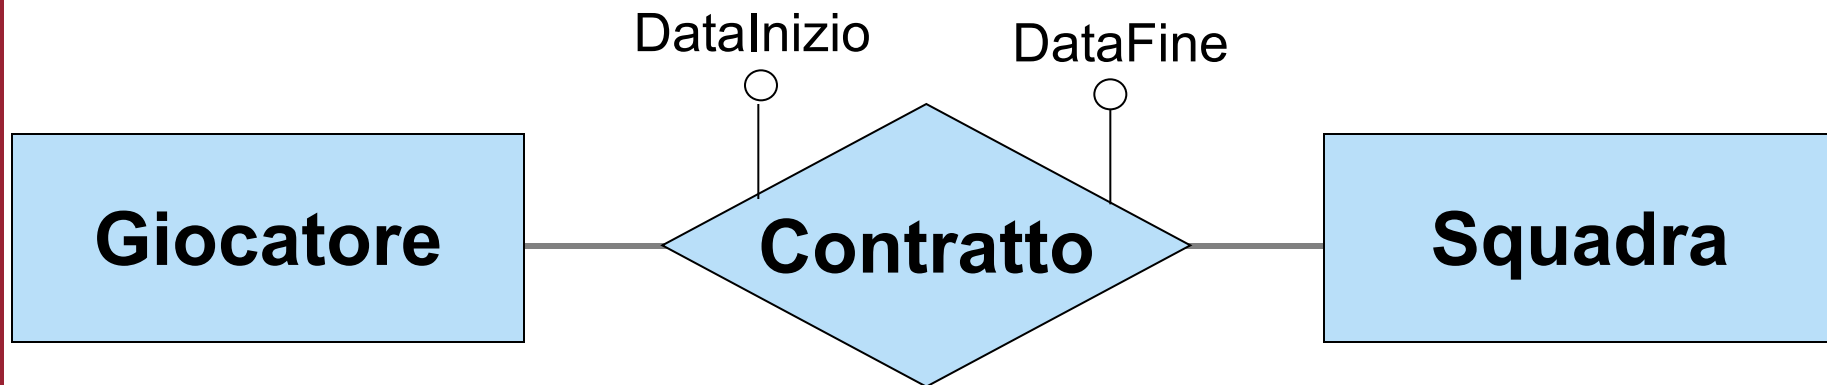 DataInizio
DataFine
Giocatore
Contratto
Squadra